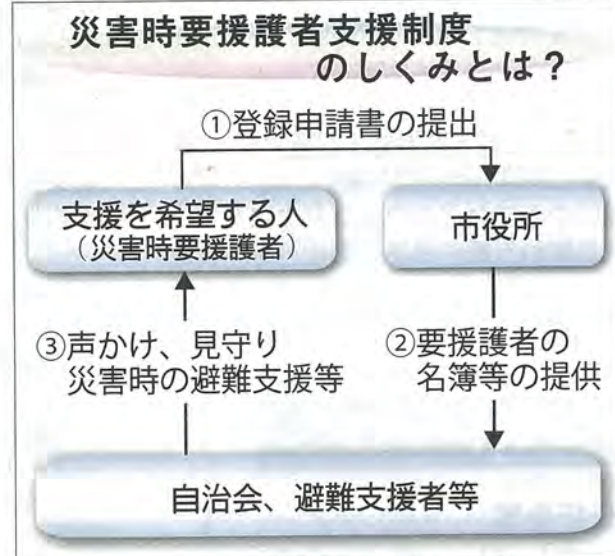 災害時要援護者支援制度
のしくみとは？
①登録申請書の提出
支援を希望する人
（災害時要援護者）
市役所
③声かけ、見守り
災害時の避難支援等
②要援護者の
名簿等の提供
自治会、避難支援者等